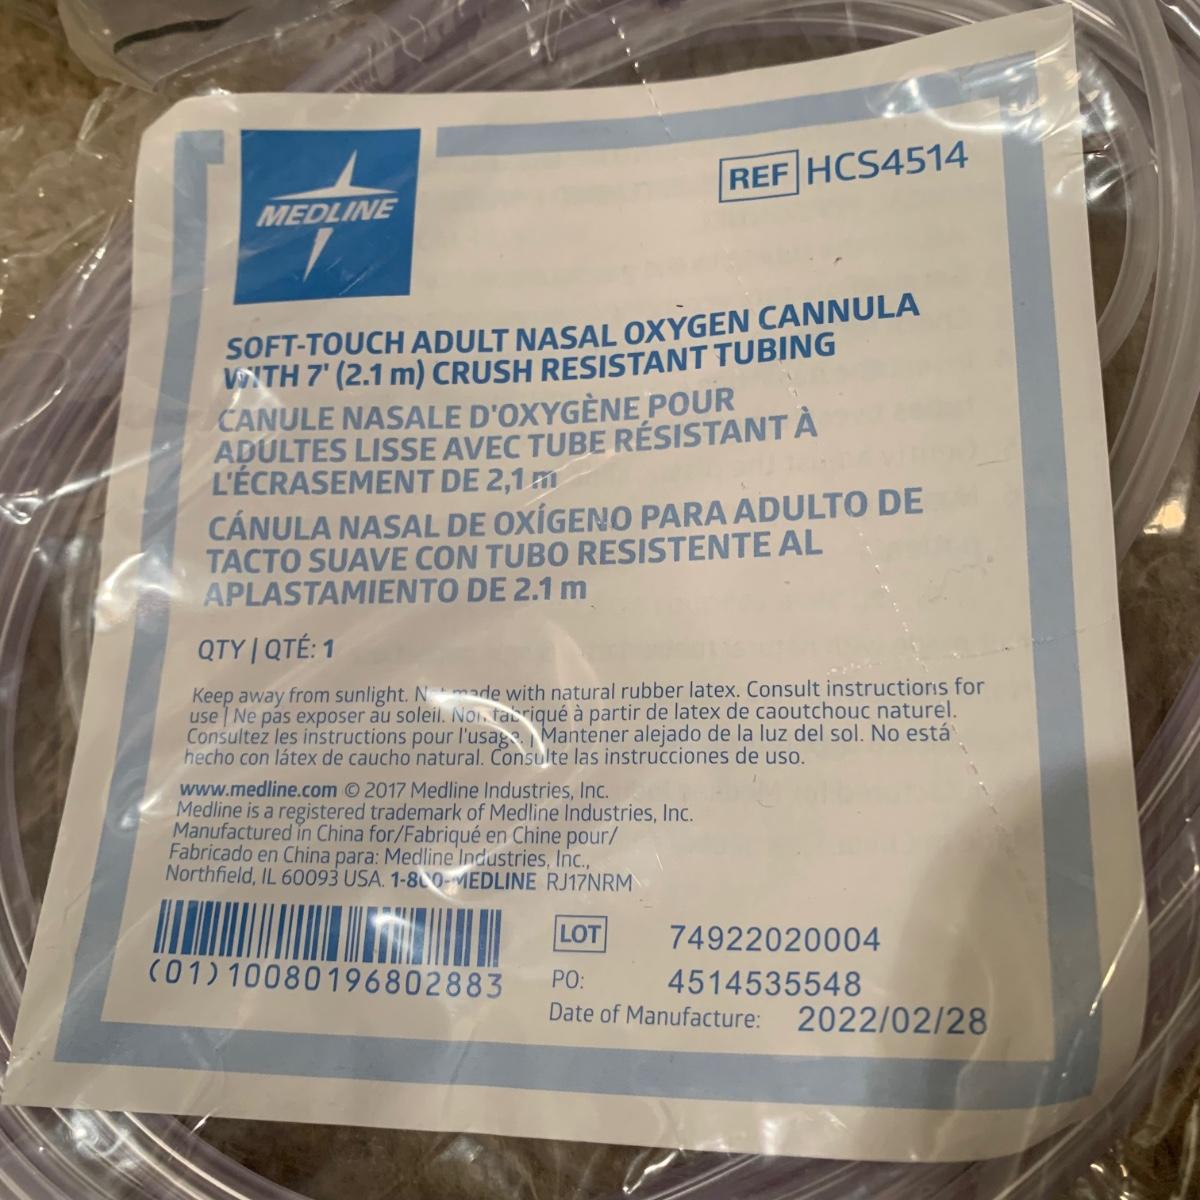 MEDLINE
REF HCS4514
SOFT-TOUCH ADULT NASAL OXYGEN CANNULA
WITH 7' (2.1 m) CRUSH RESISTANT TUBING
CANULE NASALE D'OXYGÈNE POUR
ADULTES LISSE AVEC TUBE RÉSISTANT À
L'ÉCRASEMENT DE 2,1 m
CÁNULA NASAL DE OXÍGENO PARA ADULTO DE
TACTO SUAVE CON TUBO RESISTENTE AL
APLASTAMIENTO DE 2.1 m
QTY | QTÉ: 1
Keep away from sunlight. Not made with natural rubber latex. Consult instructions for
use | Ne pas exposer au soleil. Non fabriqué à partir de latex de caoutchouc naturel.
Consultez les instructions pour l'usage. | Mantener alejado de la luz del sol. No está
hecho con látex de caucho natural. Consulte las instrucciones de uso.
www.medline.com © 2017 Medline Industries, Inc.
Medline is a registered trademark of Medline Industries, Inc.
Manufactured in China for/Fabriqué en Chine pour/
Fabricado en China para: Medline Industries, Inc.,
Northfield, IL 60093 USA. 1-800-MEDLINE RJ17NRM
(01)10080196802883
LOT 74922020004
PO: 4514535548
Date of Manufacture: 2022/02/28